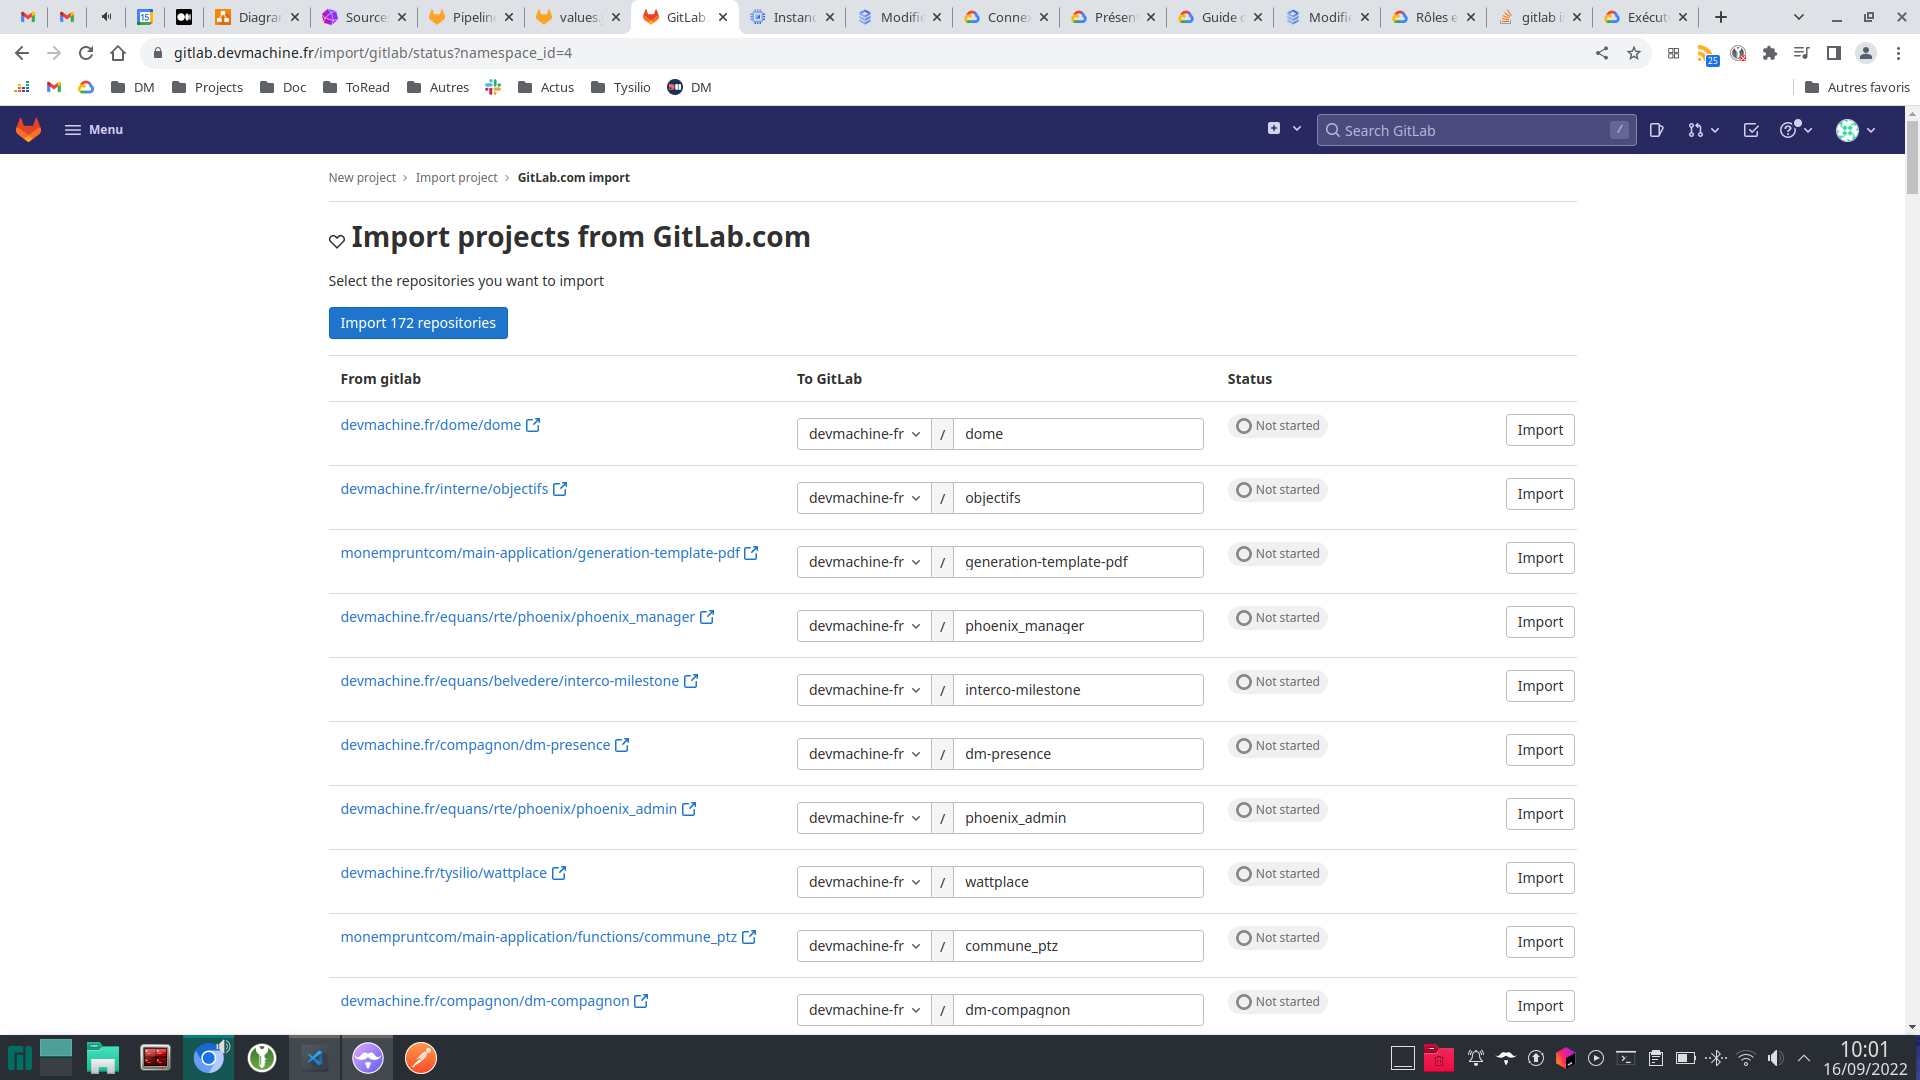 Diagra
Source
Pipelin
values.
GitLab.
Instanc
Modifie
Conne
Présen
Guide
Modifie
Rôles e
gitlab i
Exécut
gitlab.devmachine.fr/import/gitlab/status?namespace_id=4
25
DM
Projects
Doc
ToRead
Autres
Actus
Tysilio
DM
Autres favoris
Menu
Search GitLab
/
New project › Import project › GitLab.com import
Import projects from GitLab.com
Select the repositories you want to import
Import 172 repositories
From gitlab To GitLab Status
devmachine.fr/dome/dome devmachine-fr / dome Not started Import
devmachine.fr/interne/objectifs devmachine-fr / objectifs Not started Import
monempruntcom/main-application/generation-template-pdf devmachine-fr / generation-template-pdf Not started Import
devmachine.fr/equans/rte/phoenix/phoenix_manager devmachine-fr / phoenix_manager Not started Import
devmachine.fr/equans/belvedere/interco-milestone devmachine-fr / interco-milestone Not started Import
devmachine.fr/compagnon/dm-presence devmachine-fr / dm-presence Not started Import
devmachine.fr/equans/rte/phoenix/phoenix_admin devmachine-fr / phoenix_admin Not started Import
devmachine.fr/tysilio/wattplace devmachine-fr / wattplace Not started Import
monempruntcom/main-application/functions/commune_ptz devmachine-fr / commune_ptz Not started Import
devmachine.fr/compagnon/dm-compagnon devmachine-fr / dm-compagnon Not started Import
10:01
16/09/2022